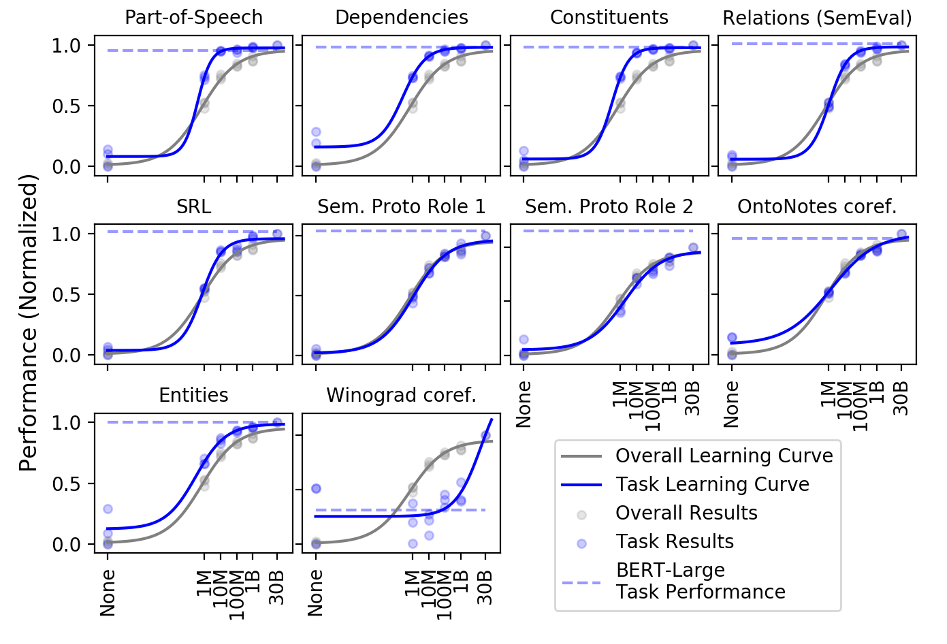 Part-of-Speech
Dependencies
Constituents
Relations (SemEval)
1.0
0.5
0.0
SRL
Sem. Proto Role 1
Sem. Proto Role 2
OntoNotes coref.
1.0
0.5
0.0
None
1M
10M
100M
1B
30B
None
1M
10M
100M
1B
30B
Entities
Winograd coref.
1.0
0.5
0.0
None
1M
10M
100M
1B
30B
None
1M
10M
100M
1B
30B
Performance (Normalized)
Overall Learning Curve
Task Learning Curve
Overall Results
Task Results
BERT-Large
Task Performance